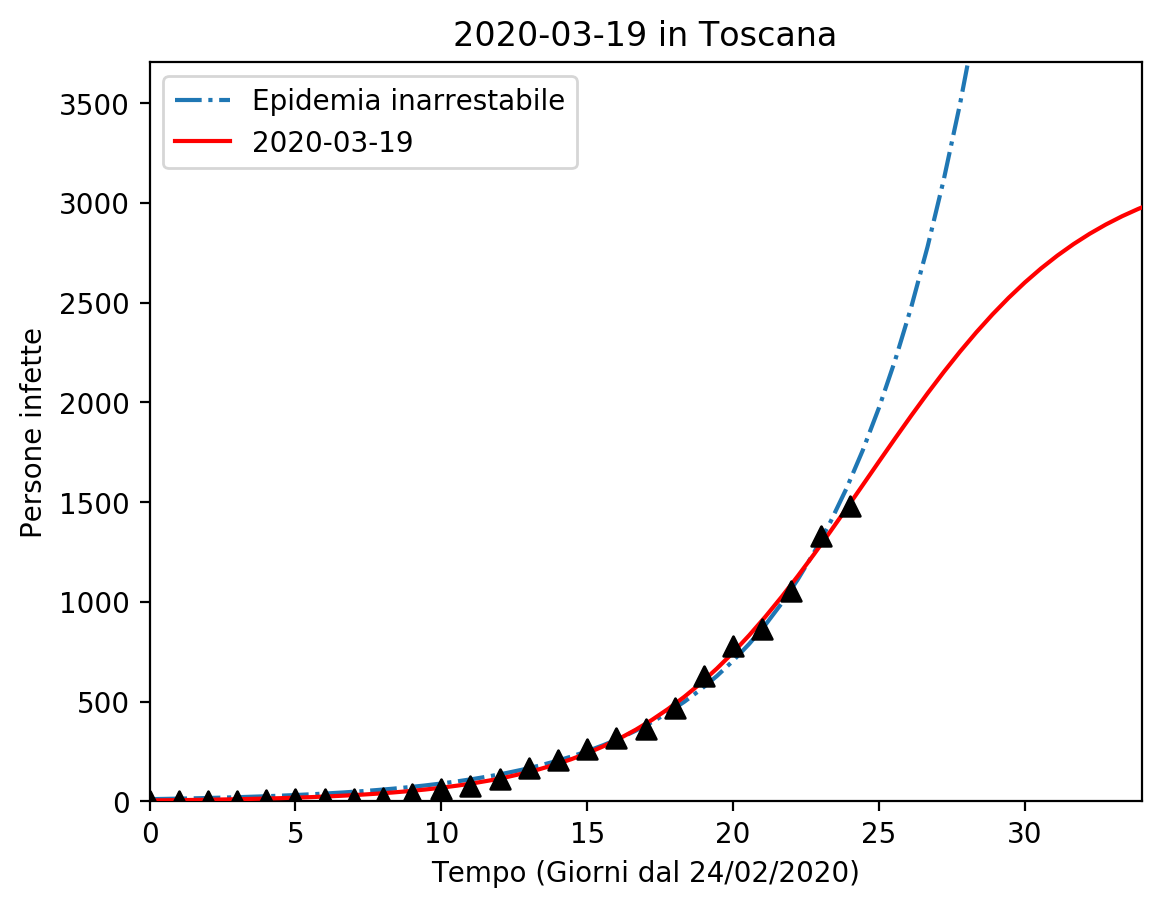 2020-03-19 in Toscana
Epidemia inarrestabile
2020-03-19
3500
3000
2500
2000
1500
1000
500
0
Persone infette
0 5 10 15 20 25 30
Tempo (Giorni dal 24/02/2020)